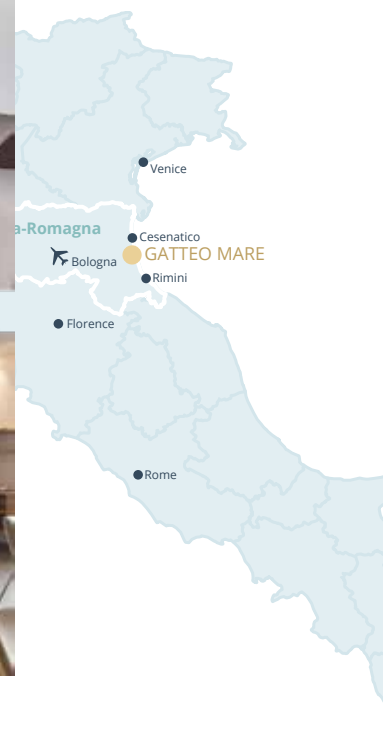 Venice
a-Romagna
Cesenatico
GATTEO MARE
Bologna
Rimini
Florence
Rome